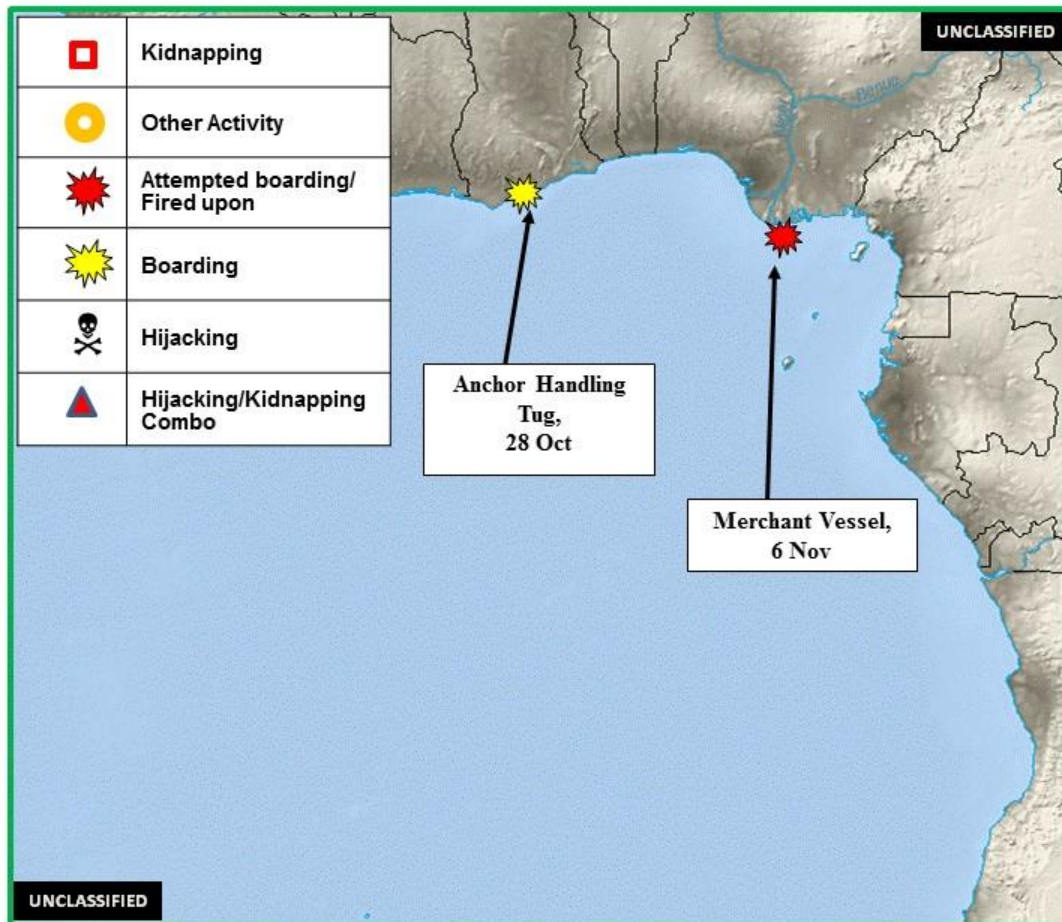 UNCLASSIFIED
Kidnapping
Other Activity
Attempted boarding/
Fired upon
Boarding
Hijacking
Hijacking/Kidnapping
Combo
Benue
Anchor Handling
Tug,
28 Oct
Merchant Vessel,
6 Nov
UNCLASSIFIED